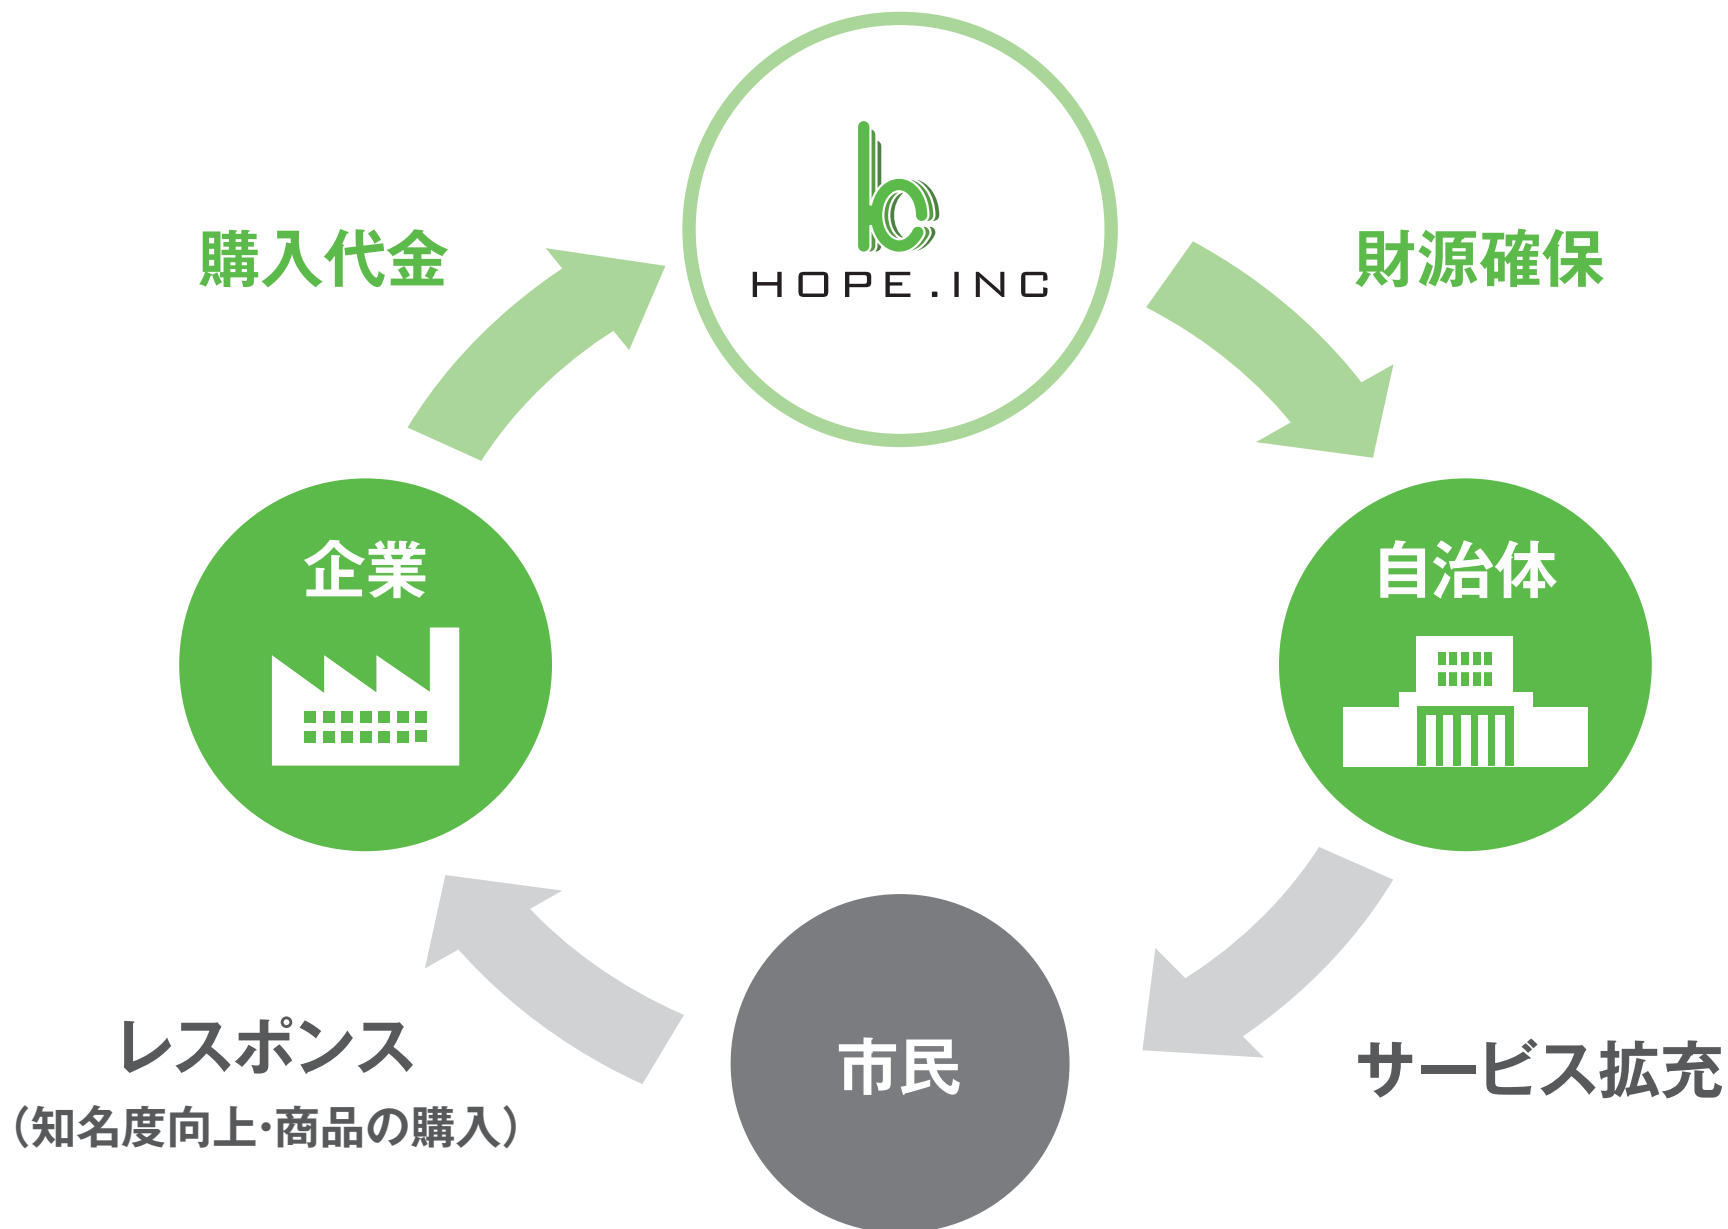 HOPE.INC
購入代金
財源確保
企業
自治体
市民
レスポンス
（知名度向上・商品の購入）
サービス拡充